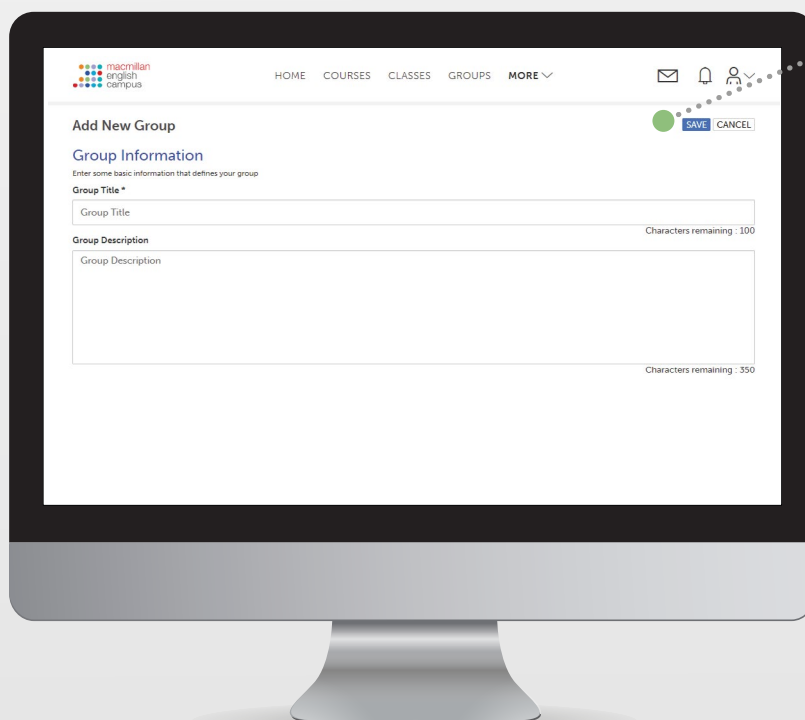 macmillan
english
campus
HOME COURSES CLASSES GROUPS MORE
Add New Group
SAVE CANCEL
Group Information
Enter some basic information that defines your group
Group Title *
Group Title
Characters remaining : 100
Group Description
Group Description
Characters remaining : 350